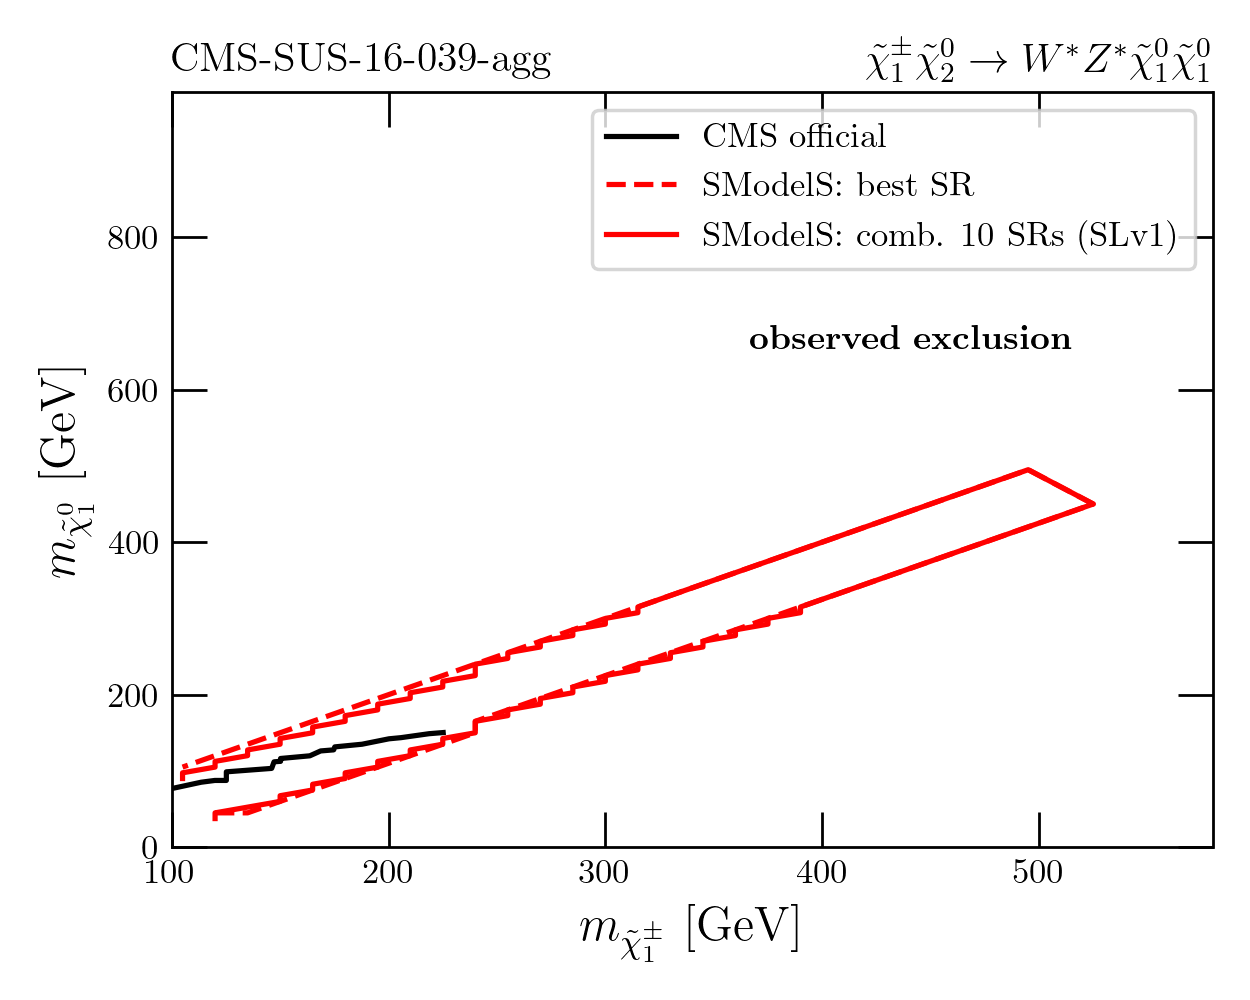 CMS-SUS-16-039-agg
χ̃₁^± χ̃₂^0 → W*Z*χ̃₁^0 χ̃₁^0
CMS official
SModelS: best SR
SModelS: comb. 10 SRs (SLv1)
observed exclusion
800
600
400
200
0
m_χ̃₁^0 [GeV]
100 200 300 400 500
m_χ̃₁^± [GeV]